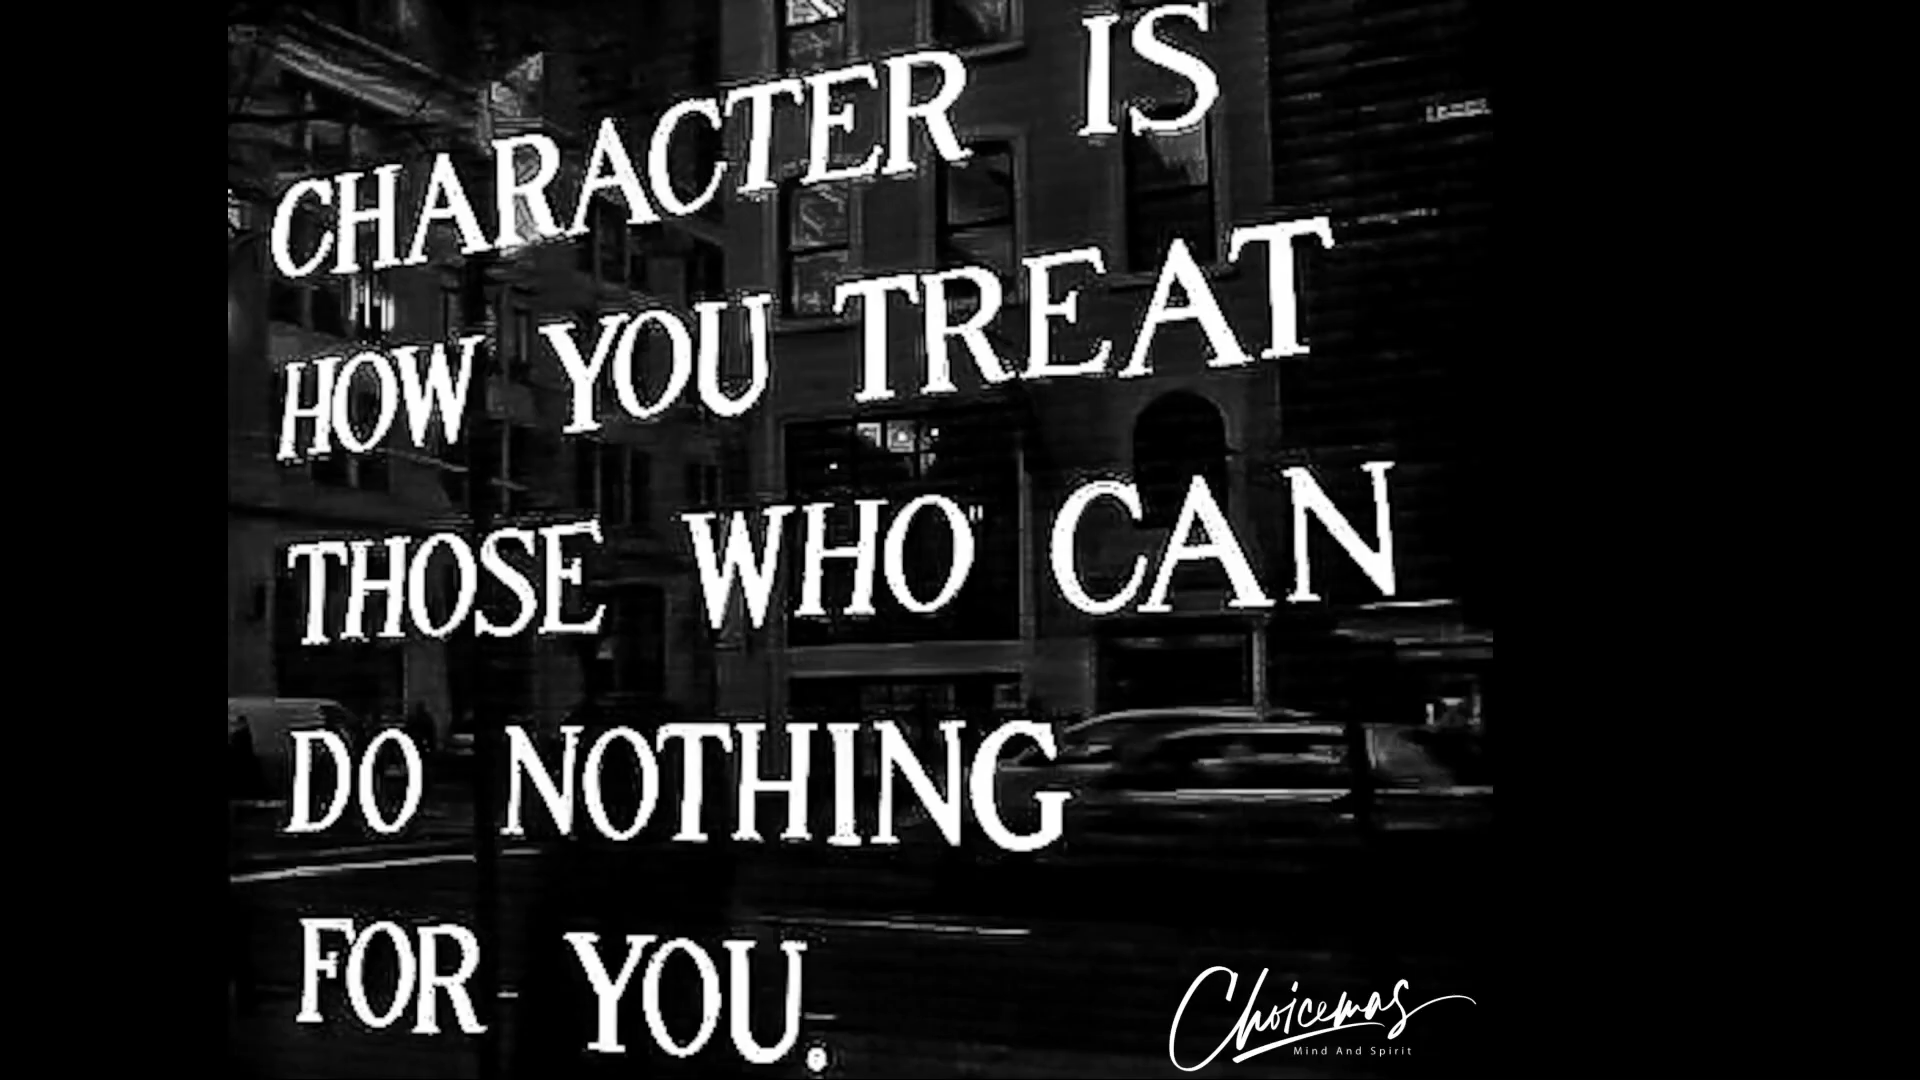 CHARACTER IS
HOW YOU TREAT
THOSE WHO CAN
DO NOTHING
FOR YOU.
Choicemas
Mind And Spirit